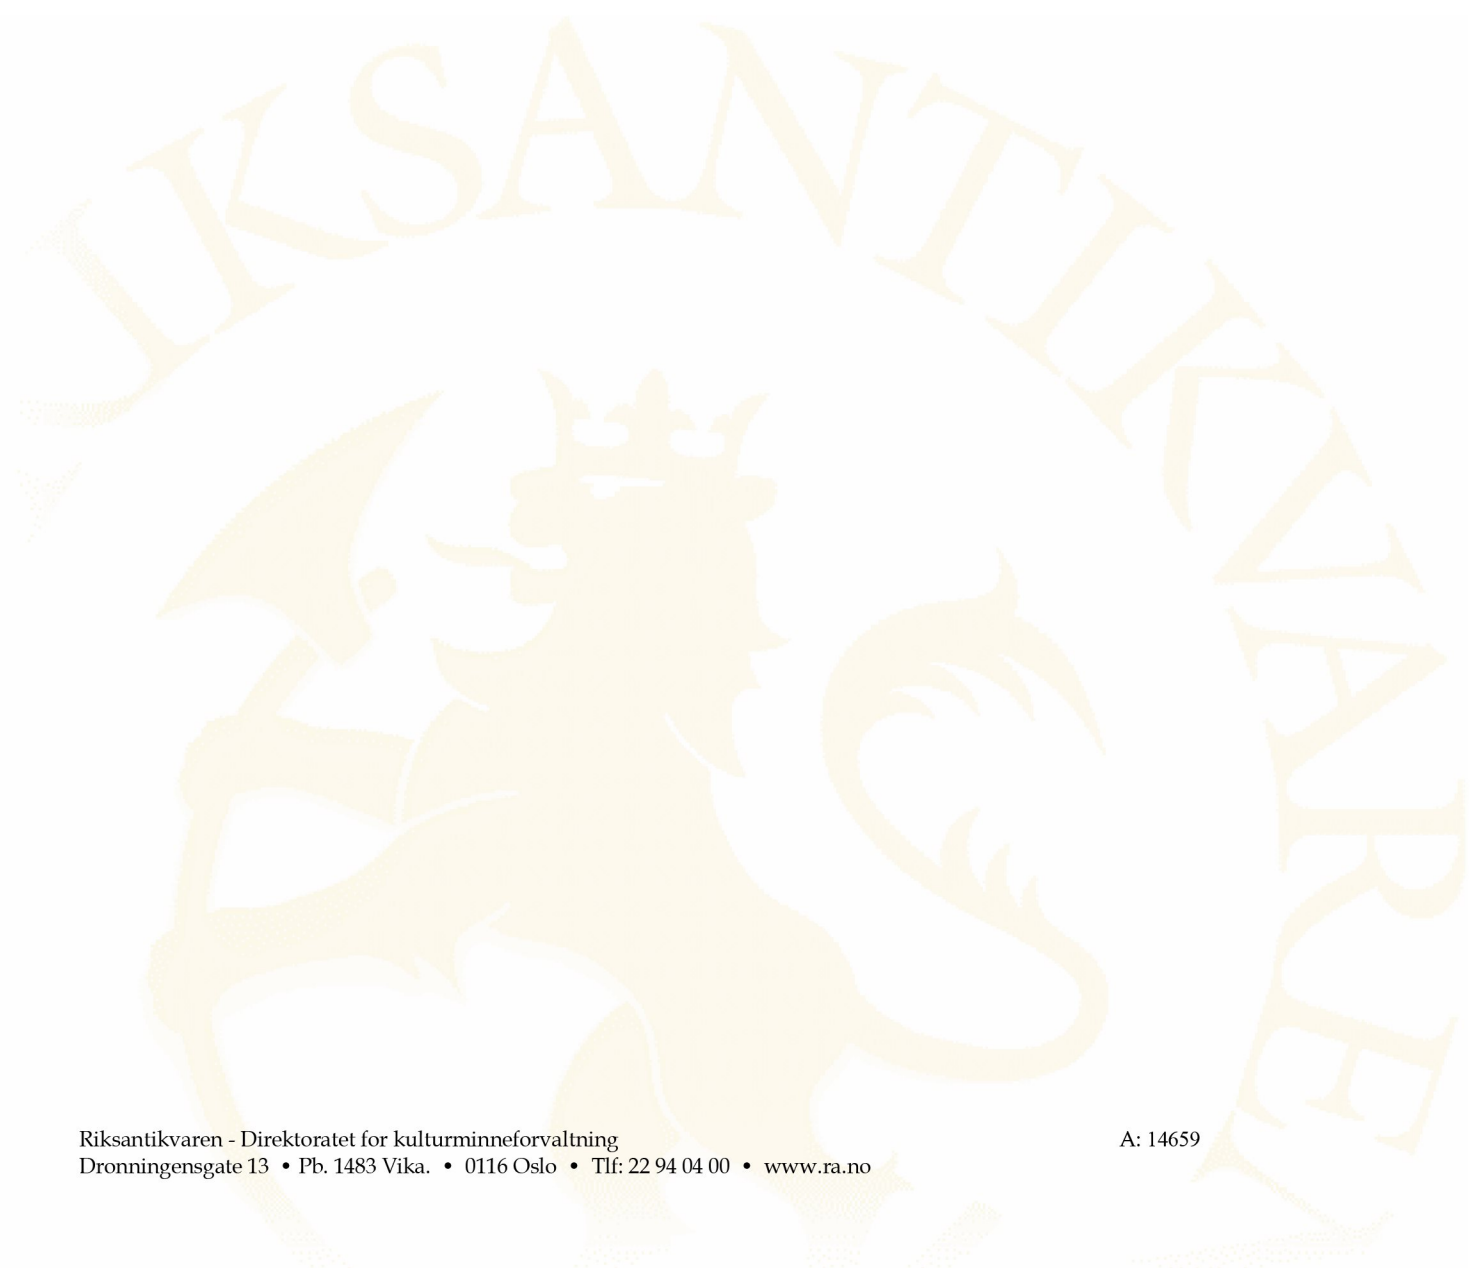 RIKSANTIKVAREN
Riksantikvaren - Direktoratet for kulturminneforvaltning
A: 14659
Dronningensgate 13 • Pb. 1483 Vika. • 0116 Oslo • Tlf: 22 94 04 00 • www.ra.no